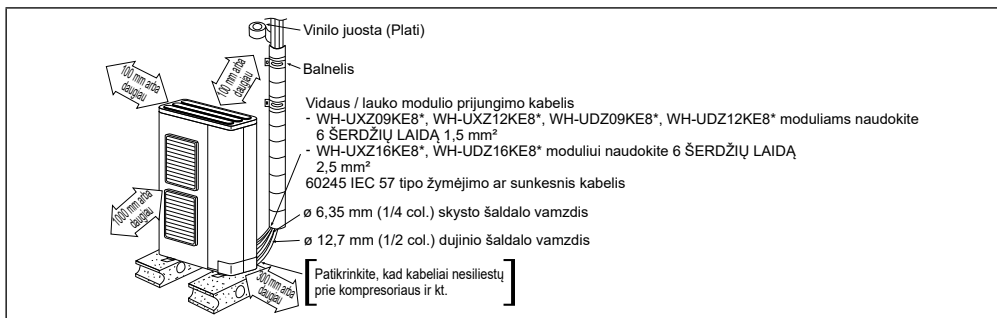 Vinilo juosta (Plati)
100 mm arba
daugiau
100 mm arba
daugiau
Balnelis
Vidaus / lauko modulio prijungimo kabelis
- WH-UXZ09KE8*, WH-UXZ12KE8*, WH-UDZ09KE8*, WH-UDZ12KE8* moduliams naudokite
6 ŠERDŽIŲ LAIDĄ 1,5 mm²
- WH-UXZ16KE8*, WH-UDZ16KE8* moduliui naudokite 6 ŠERDŽIŲ LAIDĄ
2,5 mm²
60245 IEC 57 tipo žymėjimo ar sunkesnis kabelis
1000 mm arba
daugiau
ø 6,35 mm (1/4 col.) skysto šaldalo vamzdis
ø 12,7 mm (1/2 col.) dujinio šaldalo vamzdis
Patikrinkite, kad kabeliai nesiliestų
prie kompresoriaus ir kt.
300 mm arba
daugiau